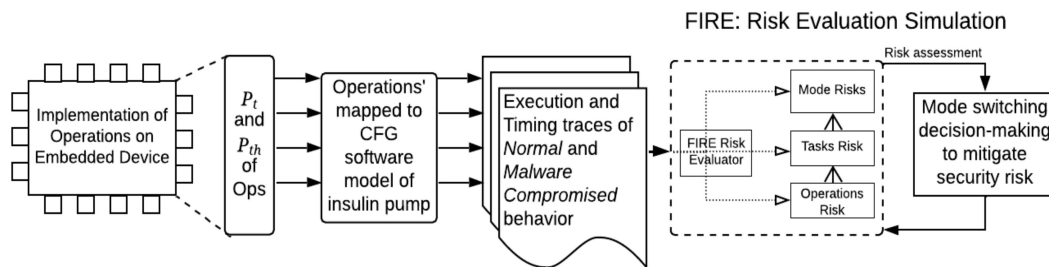 FIRE: Risk Evaluation Simulation
Implementation of
Operations on
Embedded Device
Pt
and
Pth
of
Ops
Operations'
mapped to
CFG
software
model of
insulin pump
Execution and
Timing traces of
Normal and
Malware
Compromised
behavior
FIRE Risk
Evaluator
Mode Risks
Tasks Risk
Operations
Risk
Risk assessment
Mode switching
decision-making
to mitigate
security risk